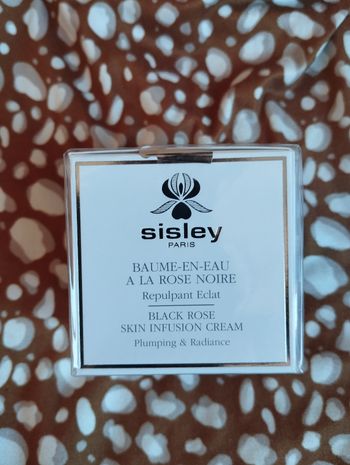 sisley
PARIS
BAUME-EN-EAU
A LA ROSE NOIRE
Repulpant Eclat
BLACK ROSE
SKIN INFUSION CREAM
Plumping & Radiance